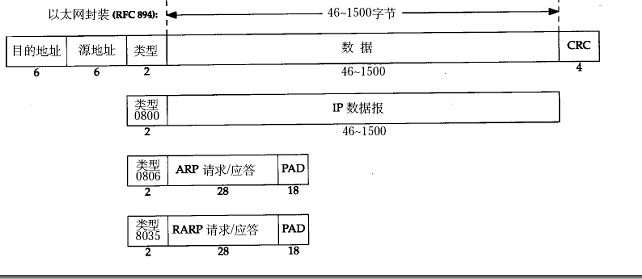 以太网封装 (RFC 894): 46~1500字节
目的地址 源地址 类型 数 据 CRC
6 6 2 46~1500 4
类型 0800 IP 数据报
2 46~1500
类型 0806 ARP 请求/应答 PAD
2 28 18
类型 8035 RARP 请求/应答 PAD
2 28 18